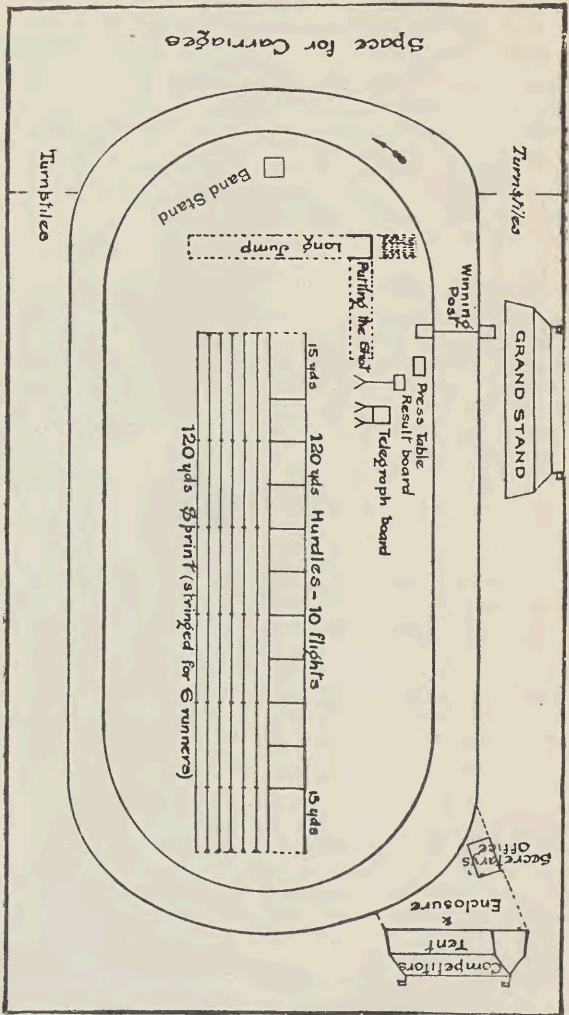 Space for Carriages
Turnstiles
Turnstiles
Band Stand
Long Jump
Putting the Shot
Winning
Post
GRAND STAND
Press Table
Result board
Telegraph board
15 yds
120 yds Hurdles - 10 flights
15 yds
120 yds Sprint (stringed for 6 runners)
Secretary's
Office
Enclosure
&
Tent
Competitors